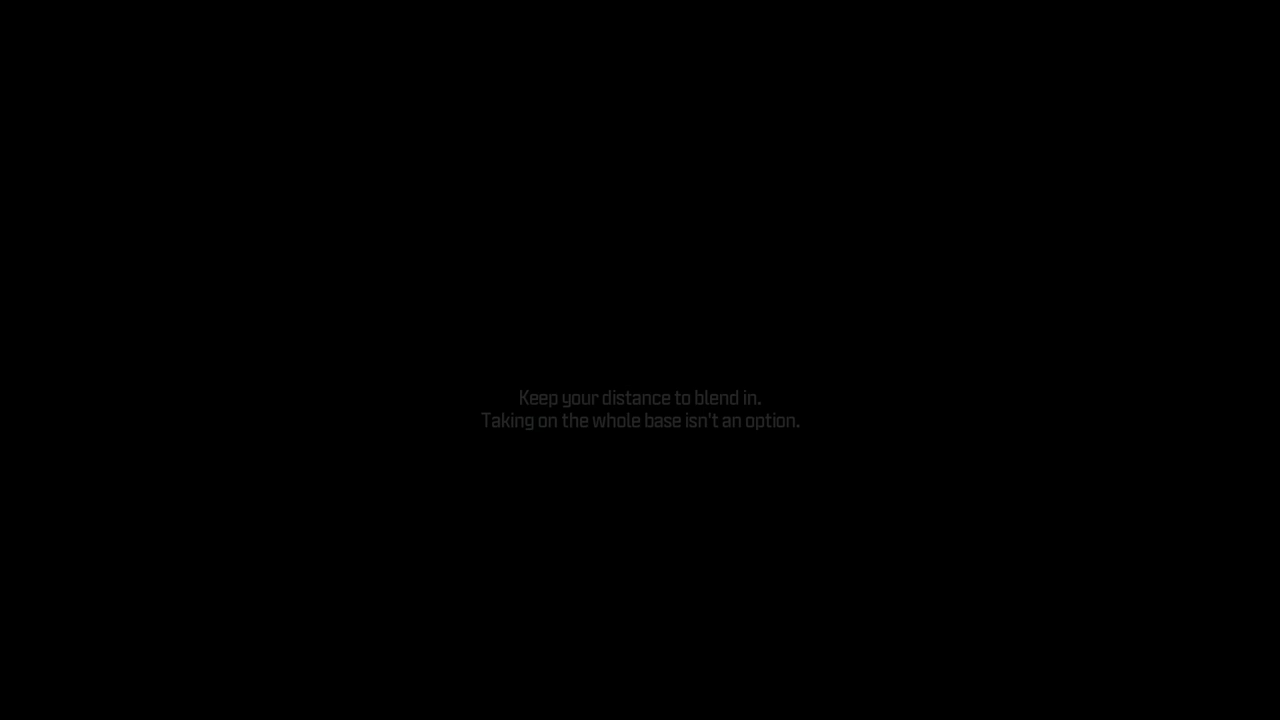 Keep your distance to blend in.
Taking on the whole base isn't an option.